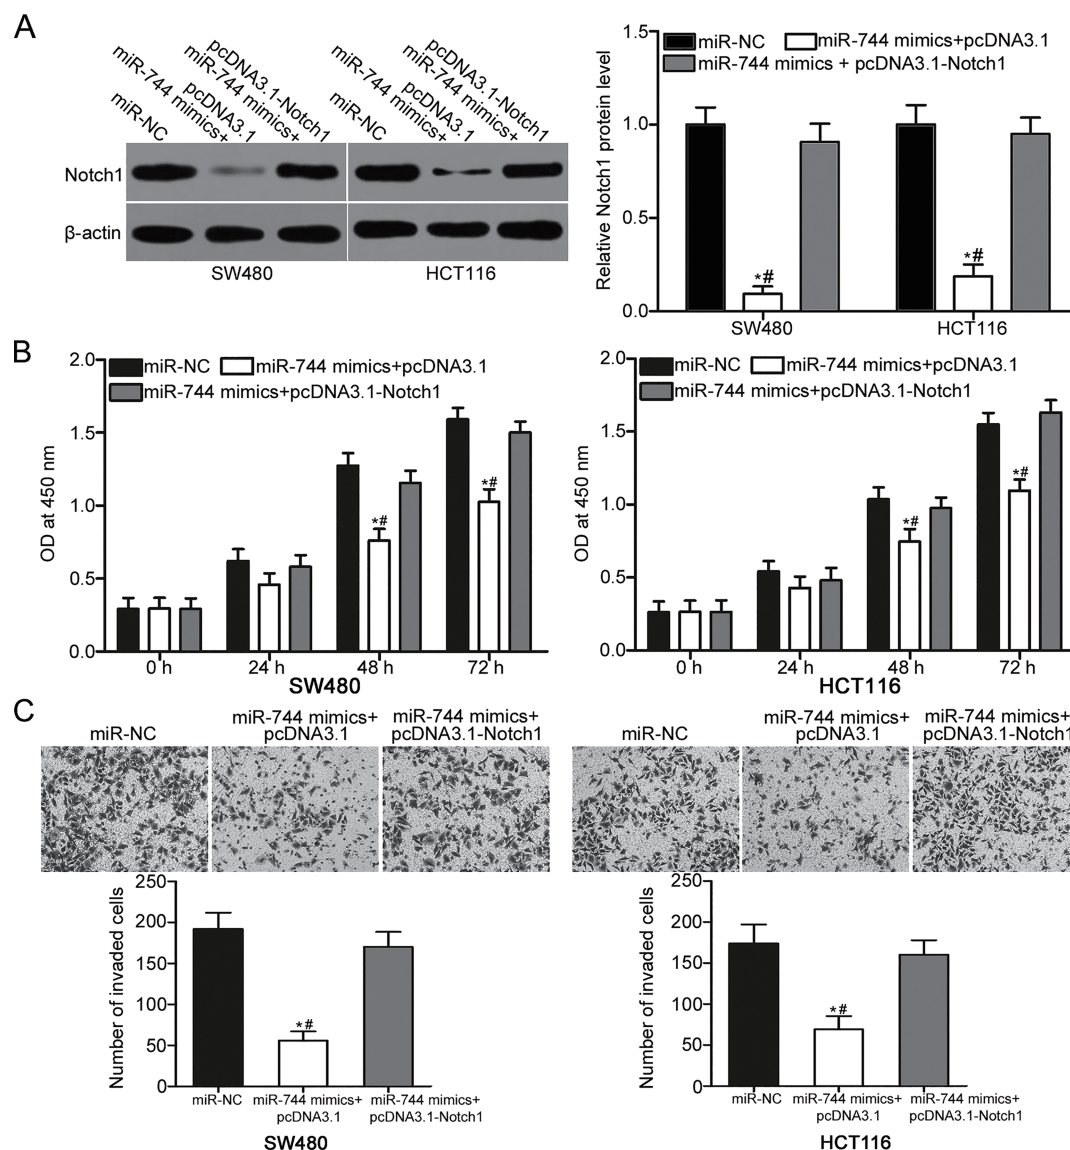 A
miR-NC
miR-744 mimics+
pcDNA3.1
miR-744 mimics+
pcDNA3.1-Notch1
miR-NC
miR-744 mimics+
pcDNA3.1
miR-744 mimics+
pcDNA3.1-Notch1
Notch1
β-actin
SW480 HCT116
Relative Notch1 protein level
1.5
1.0
0.5
0.0
miR-NC miR-744 mimics+pcDNA3.1
miR-744 mimics + pcDNA3.1-Notch1
*# *#
SW480 HCT116
B
OD at 450 nm
2.0
1.5
1.0
0.5
0.0
miR-NC miR-744 mimics+pcDNA3.1
miR-744 mimics+pcDNA3.1-Notch1
*# *#
0 h 24 h 48 h 72 h
SW480
OD at 450 nm
2.0
1.5
1.0
0.5
0.0
miR-NC miR-744 mimics+pcDNA3.1
miR-744 mimics+pcDNA3.1-Notch1
*# *#
0 h 24 h 48 h 72 h
HCT116
C
miR-NC
miR-744 mimics+
pcDNA3.1
miR-744 mimics+
pcDNA3.1-Notch1
miR-NC
miR-744 mimics+
pcDNA3.1
miR-744 mimics+
pcDNA3.1-Notch1
Number of invaded cells
250
200
150
100
50
0
*#
miR-NC
miR-744 mimics+
pcDNA3.1
miR-744 mimics+
pcDNA3.1-Notch1
SW480
Number of invaded cells
250
200
150
100
50
0
*#
miR-NC
miR-744 mimics+
pcDNA3.1
miR-744 mimics+
pcDNA3.1-Notch1
HCT116